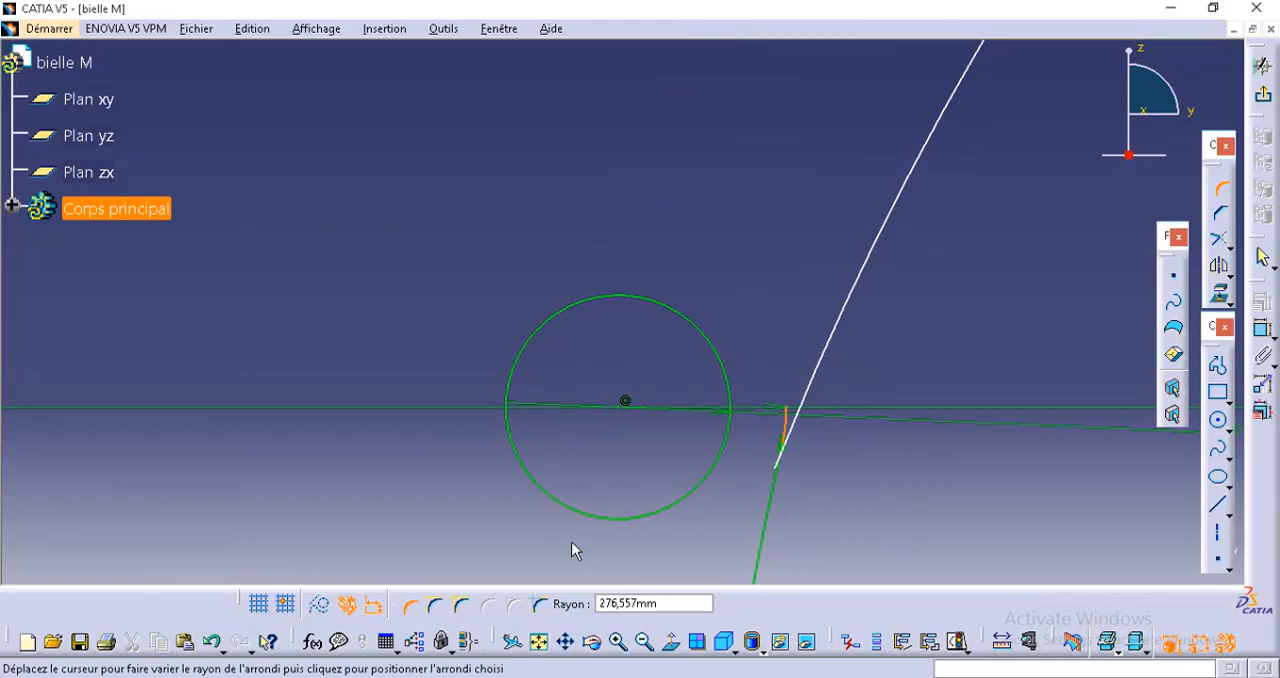 CATIA V5 - [bielle M]
Démarrer ENOVIA V5 VPM Fichier Edition Affichage Insertion Outils Fenêtre Aide
bielle M
Plan xy
Plan yz
Plan zx
Corps principal
z
x y
C x
F x
C x
Rayon : 276,557mm
CATIA
f(x)
Activate Windows
Déplacez le curseur pour faire varier le rayon de l'arrondi puis cliquez pour positionner l'arrondi choisi